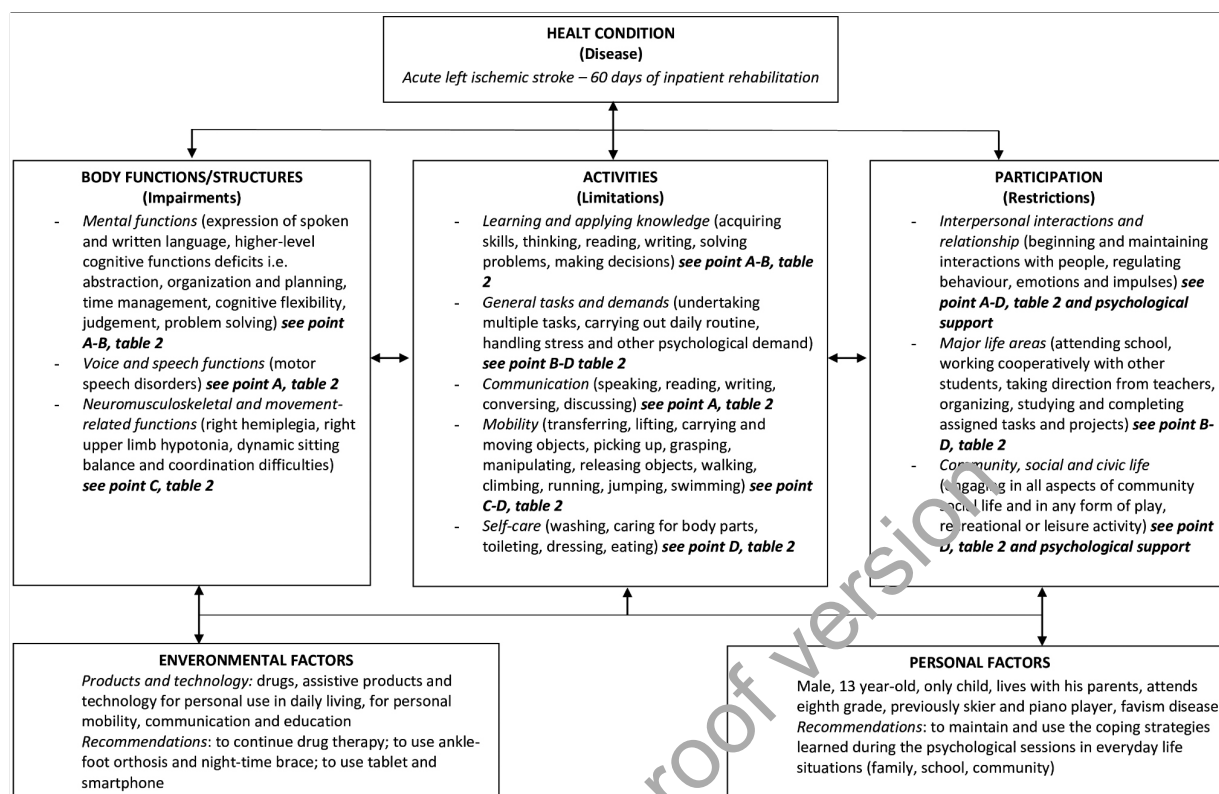 HEALT CONDITION
(Disease)
Acute left ischemic stroke – 60 days of inpatient rehabilitation
BODY FUNCTIONS/STRUCTURES
(Impairments)
- Mental functions (expression of spoken
and written language, higher-level
cognitive functions deficits i.e.
abstraction, organization and planning,
time management, cognitive flexibility,
judgement, problem solving) see point
A-B, table 2
- Voice and speech functions (motor
speech disorders) see point A, table 2
- Neuromusculoskeletal and movement-
related functions (right hemiplegia, right
upper limb hypotonia, dynamic sitting
balance and coordination difficulties)
see point C, table 2
ACTIVITIES
(Limitations)
- Learning and applying knowledge (acquiring
skills, thinking, reading, writing, solving
problems, making decisions) see point A-B, table
2
- General tasks and demands (undertaking
multiple tasks, carrying out daily routine,
handling stress and other psychological demand)
see point B-D table 2
- Communication (speaking, reading, writing,
conversing, discussing) see point A, table 2
- Mobility (transferring, lifting, carrying and
moving objects, picking up, grasping,
manipulating, releasing objects, walking,
climbing, running, jumping, swimming) see point
C-D, table 2
- Self-care (washing, caring for body parts,
toileting, dressing, eating) see point D, table 2
PARTICIPATION
(Restrictions)
- Interpersonal interactions and
relationship (beginning and maintaining
interactions with people, regulating
behaviour, emotions and impulses) see
point A-D, table 2 and psychological
support
- Major life areas (attending school,
working cooperatively with other
students, taking direction from teachers,
organizing, studying and completing
assigned tasks and projects) see point B-
D, table 2
- Community, social and civic life
(engaging in all aspects of community
social life and in any form of play,
recreational or leisure activity) see point
D, table 2 and psychological support
ENVIRONMENTAL FACTORS
Products and technology: drugs, assistive products and
technology for personal use in daily living, for personal
mobility, communication and education
Recommendations: to continue drug therapy; to use ankle-
foot orthosis and night-time brace; to use tablet and
smartphone
PERSONAL FACTORS
Male, 13 year-old, only child, lives with his parents, attends
eighth grade, previously skier and piano player, favism disease
Recommendations: to maintain and use the coping strategies
learned during the psychological sessions in everyday life
situations (family, school, community)
roof version